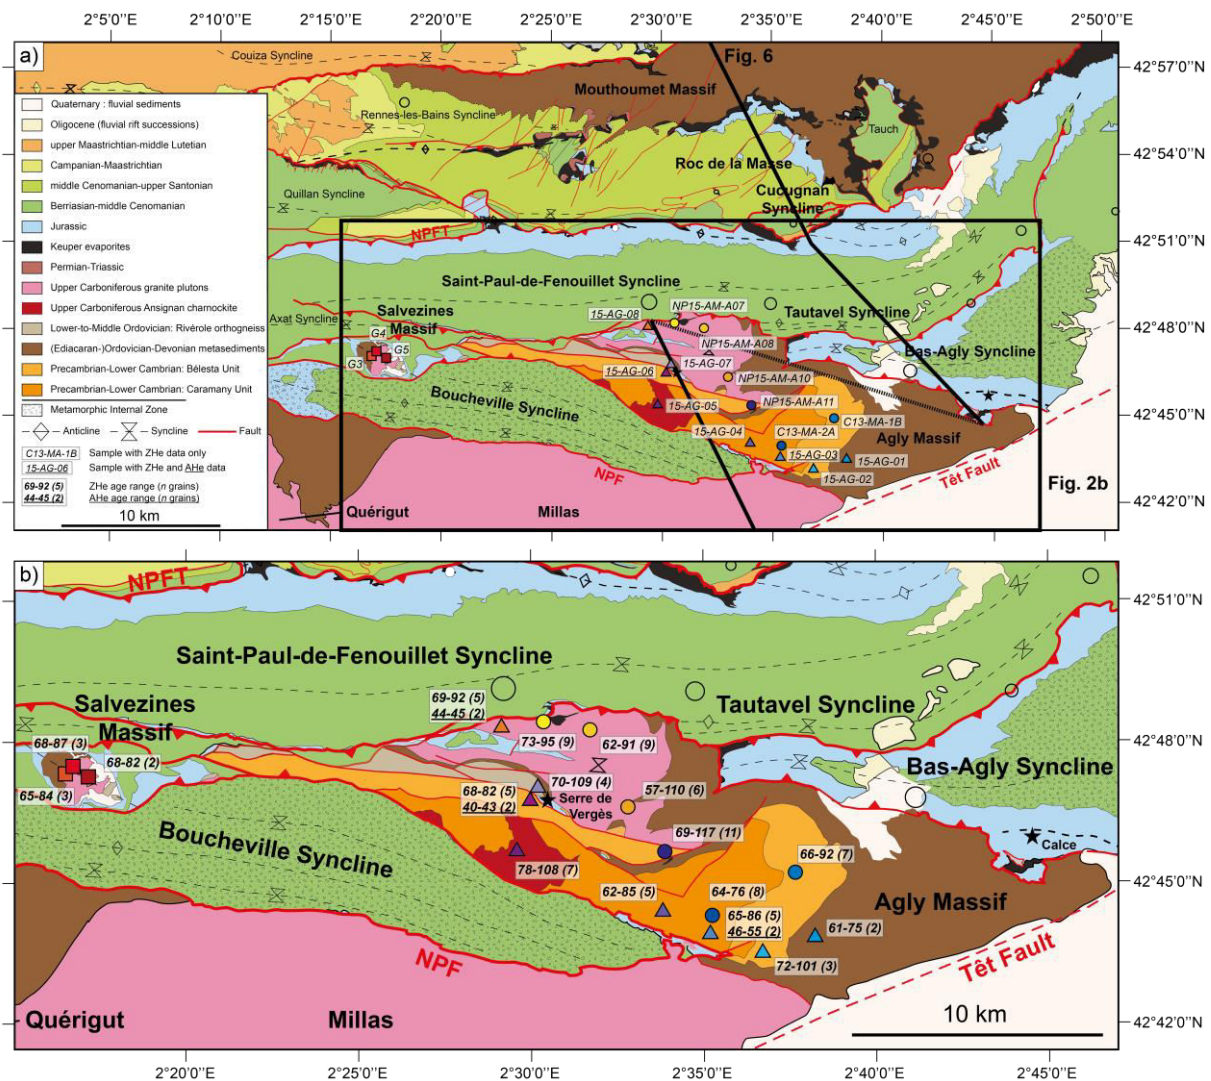 2°5'0"E 2°10'0"E 2°15'0"E 2°20'0"E 2°25'0"E 2°30'0"E 2°35'0"E 2°40'0"E 2°45'0"E 2°50'0"E
a)
Couiza Syncline
Fig. 6
42°57'0"N
Mouthoumet Massif
Quaternary : fluvial sediments
Oligocene (fluvial rift successions)
upper Maastrichtian-middle Lutetian
Campanian-Maastrichtian
middle Cenomanian-upper Santonian
Berriasian-middle Cenomanian
Jurassic
Keuper evaporites
Permian-Triassic
Upper Carboniferous granite plutons
Upper Carboniferous Ansignan charnockite
Lower-to-Middle Ordovician: Rivérole orthogneiss
(Ediacaran-)Ordovician-Devonian metasediments
Precambrian-Lower Cambrian: Bélesta Unit
Precambrian-Lower Cambrian: Caramany Unit
Metamorphic Internal Zone
Anticline
Syncline
Fault
C13-MA-1B Sample with ZHe data only
15-AG-06 Sample with ZHe and AHe data
69-92 (5) ZHe age range (n grains)
44-45 (2) AHe age range (n grains)
10 km
Rennes-les-Bains Syncline
Tauch
42°54'0"N
Roc de la Masse
Quillan Syncline
Cucugnan
Syncline
NPFT
42°51'0"N
Saint-Paul-de-Fenouillet Syncline
Axat Syncline
Salvezines
Massif
15-AG-08
NP15-AM-A07
Tautavel Syncline
42°48'0"N
G4
G5
G3
NP15-AM-A08
Bas-Agly Syncline
15-AG-07
15-AG-06
NP15-AM-A10
Boucheville Syncline
15-AG-05
NP15-AM-A11
42°45'0"N
C13-MA-1B
15-AG-04
C13-MA-2A
Agly Massif
15-AG-03
15-AG-01
15-AG-02
NPF
Têt Fault
Fig. 2b
42°42'0"N
Quérigut
Millas
b)
NPFT
42°51'0"N
Saint-Paul-de-Fenouillet Syncline
Salvezines
Massif
69-92 (5)
44-45 (2)
Tautavel Syncline
68-87 (3)
73-95 (9)
62-91 (9)
42°48'0"N
68-82 (2)
Bas-Agly Syncline
65-84 (3)
70-109 (4)
68-82 (5)
40-43 (2)
Serre de
Vergès
57-110 (6)
Boucheville Syncline
69-117 (11)
Calce
78-108 (7)
66-92 (7)
42°45'0"N
62-85 (5)
64-76 (8)
65-86 (5)
46-55 (2)
Agly Massif
61-75 (2)
72-101 (3)
NPF
Têt Fault
Quérigut
Millas
10 km
42°42'0"N
2°20'0"E 2°25'0"E 2°30'0"E 2°35'0"E 2°40'0"E 2°45'0"E